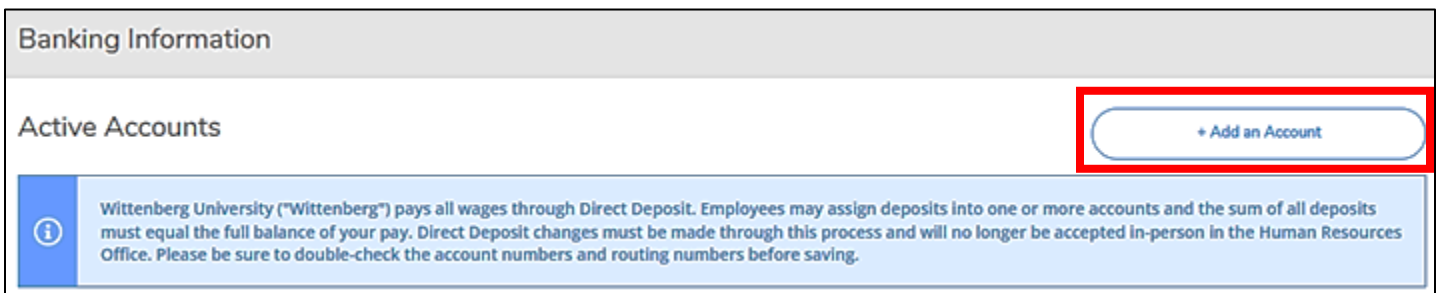 Banking Information
Active Accounts
+ Add an Account
Wittenberg University ("Wittenberg") pays all wages through Direct Deposit. Employees may assign deposits into one or more accounts and the sum of all deposits
must equal the full balance of your pay. Direct Deposit changes must be made through this process and will no longer be accepted in-person in the Human Resources
Office. Please be sure to double-check the account numbers and routing numbers before saving.